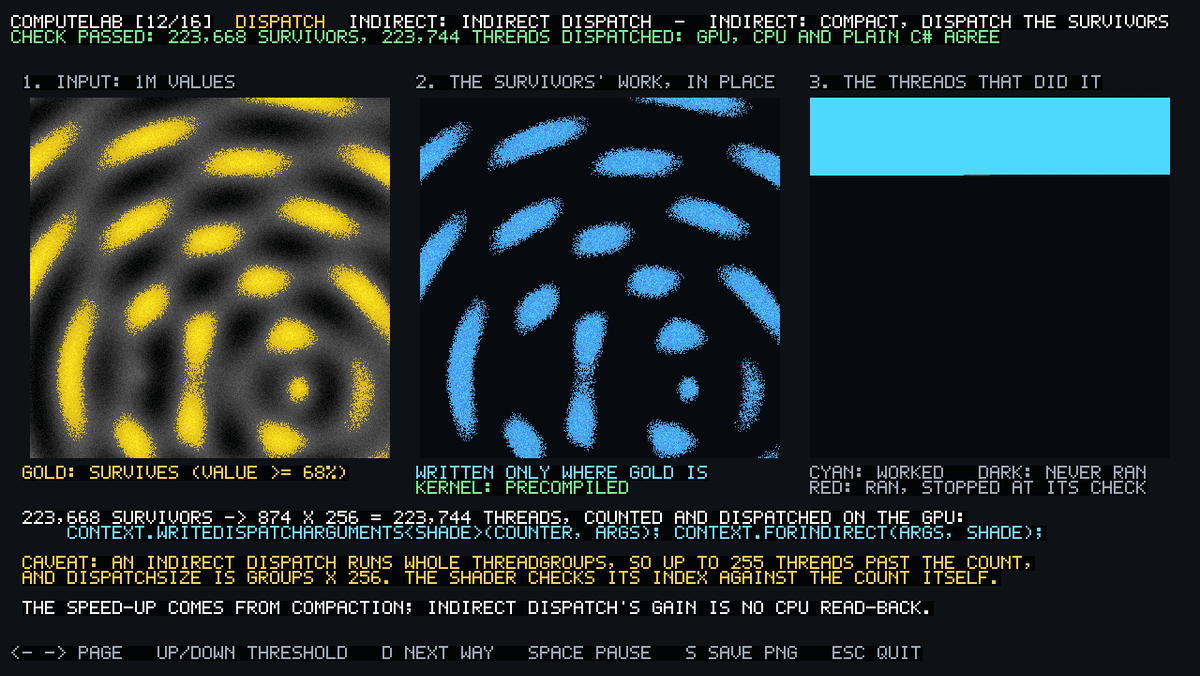 COMPUTELAB [12/16]  DISPATCH  INDIRECT: INDIRECT DISPATCH  -  INDIRECT: COMPACT, DISPATCH THE SURVIVORS
CHECK PASSED: 223,668 SURVIVORS, 223,744 THREADS DISPATCHED: GPU, CPU AND PLAIN C# AGREE
1. INPUT: 1M VALUES
2. THE SURVIVORS' WORK, IN PLACE
3. THE THREADS THAT DID IT
GOLD: SURVIVES (VALUE >= 68%)
WRITTEN ONLY WHERE GOLD IS
KERNEL: PRECOMPILED
CYAN: WORKED   DARK: NEVER RAN
RED: RAN, STOPPED AT ITS CHECK
223,668 SURVIVORS -> 874 X 256 = 223,744 THREADS, COUNTED AND DISPATCHED ON THE GPU:
CONTEXT.WRITEDISPATCHARGUMENTS<SHADE>(COUNTER, ARGS); CONTEXT.FORINDIRECT(ARGS, SHADE);
CAVEAT: AN INDIRECT DISPATCH RUNS WHOLE THREADGROUPS, SO UP TO 255 THREADS PAST THE COUNT,
AND DISPATCHSIZE IS GROUPS X 256. THE SHADER CHECKS ITS INDEX AGAINST THE COUNT ITSELF.
THE SPEED-UP COMES FROM COMPACTION; INDIRECT DISPATCH'S GAIN IS NO CPU READ-BACK.
<- -> PAGE   UP/DOWN THRESHOLD   D NEXT WAY   SPACE PAUSE   S SAVE PNG   ESC QUIT